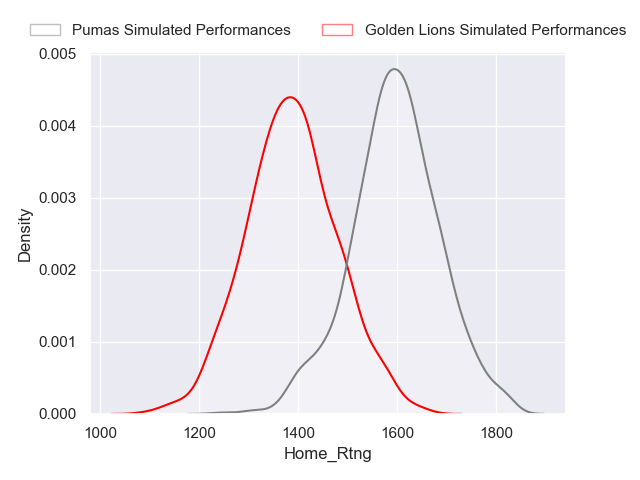 Pumas Simulated Performances
Golden Lions Simulated Performances
0.005
0.004
0.003
0.002
0.001
0.000
Density
1000
1200
1400
1600
1800
Home_Rtng